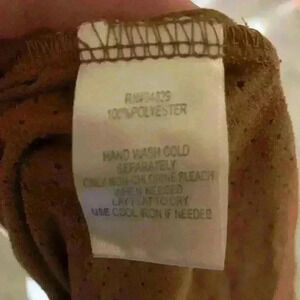 100% POLYESTER
HAND WASH COLD
SEPARATELY
ONLY NON-CHLORINE BLEACH
WHEN NEEDED
LAY FLAT TO DRY
USE COOL IRON IF NEEDED